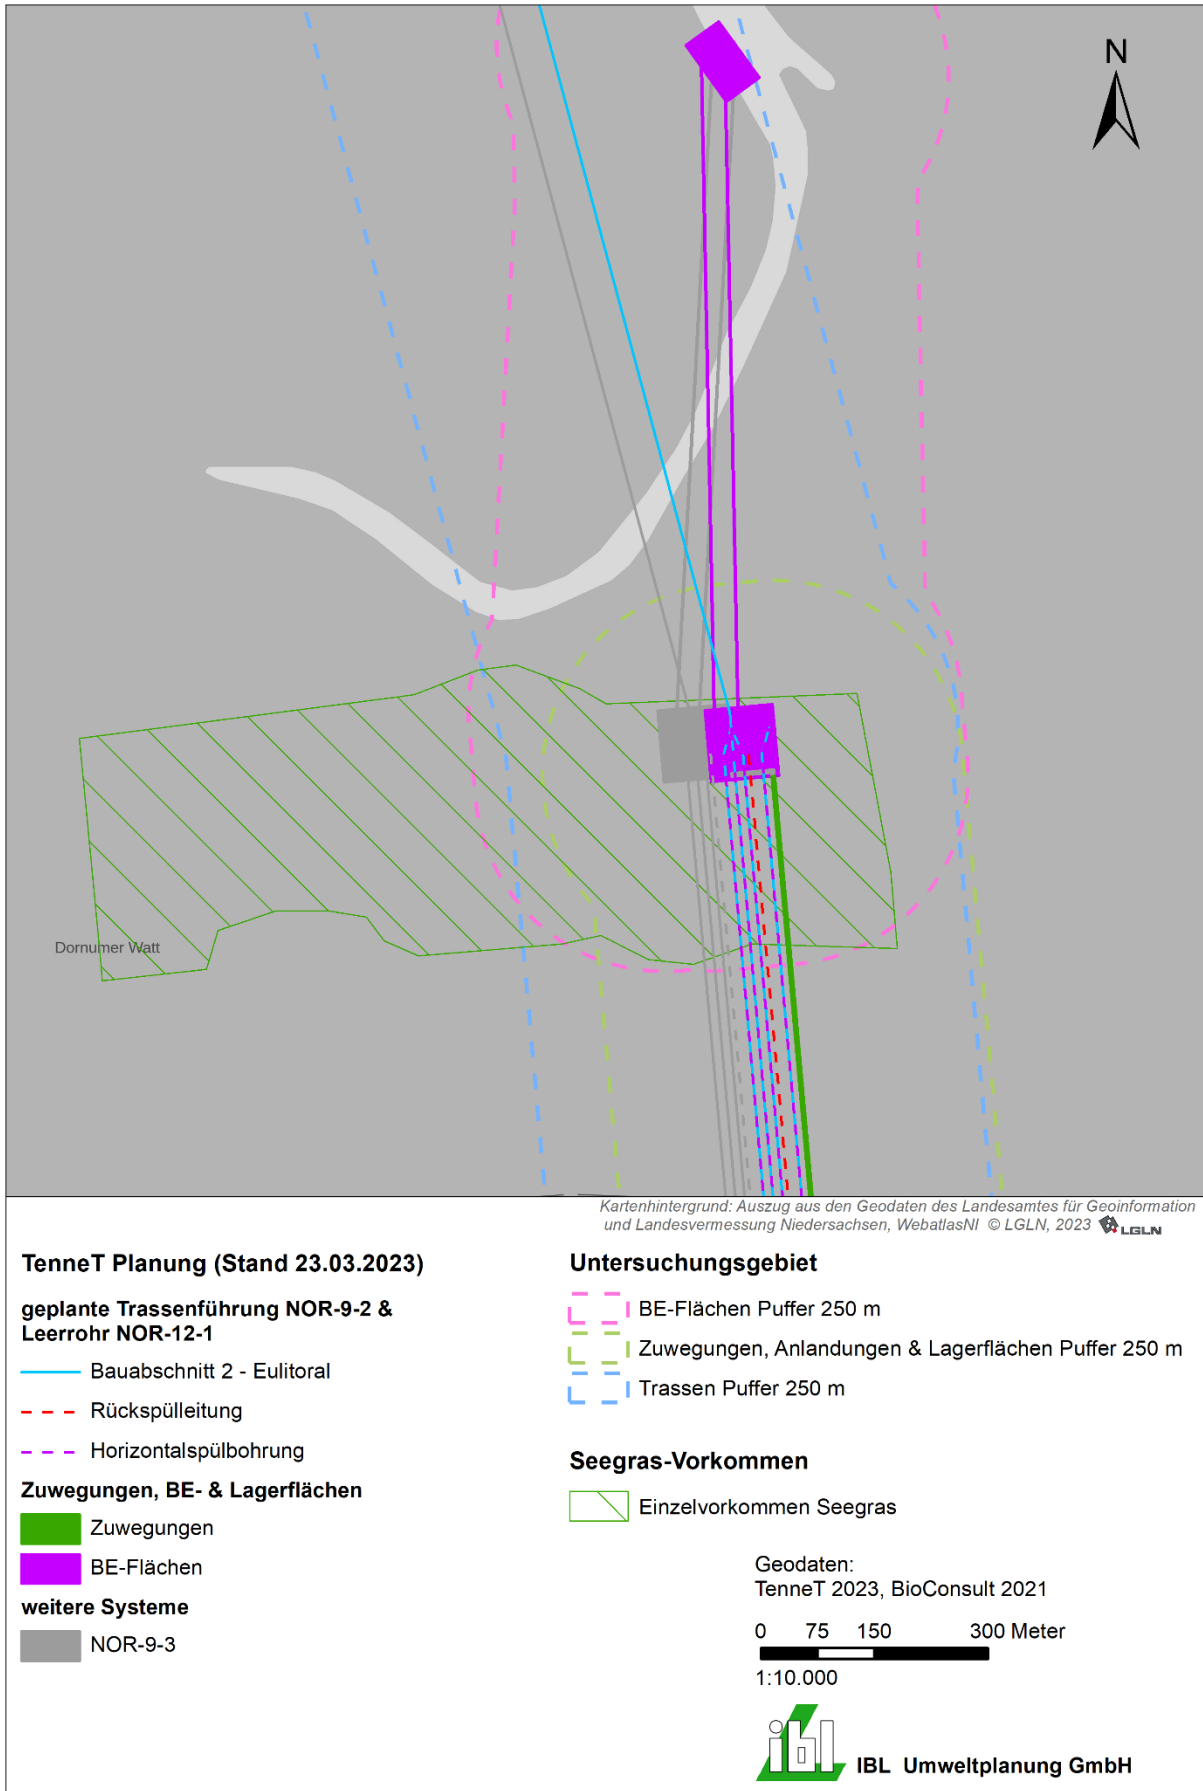 N
Dornumer Watt
Kartenhintergrund: Auszug aus den Geodaten des Landesamtes für Geoinformation
und Landesvermessung Niedersachsen, WebatlasNI © LGLN, 2023 LGLN
TenneT Planung (Stand 23.03.2023)
geplante Trassenführung NOR-9-2 &
Leerrohr NOR-12-1
Bauabschnitt 2 - Eulitoral
Rückspülleitung
Horizontalspülbohrung
Zuwegungen, BE- & Lagerflächen
Zuwegungen
BE-Flächen
weitere Systeme
NOR-9-3
Untersuchungsgebiet
BE-Flächen Puffer 250 m
Zuwegungen, Anlandungen & Lagerflächen Puffer 250 m
Trassen Puffer 250 m
Seegras-Vorkommen
Einzelvorkommen Seegras
Geodaten:
TenneT 2023, BioConsult 2021
0 75 150 300 Meter
1:10.000
ibl IBL Umweltplanung GmbH